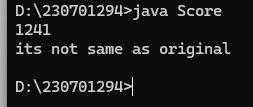 D:\230701294>java Score
1241
its not same as original
D:\230701294>